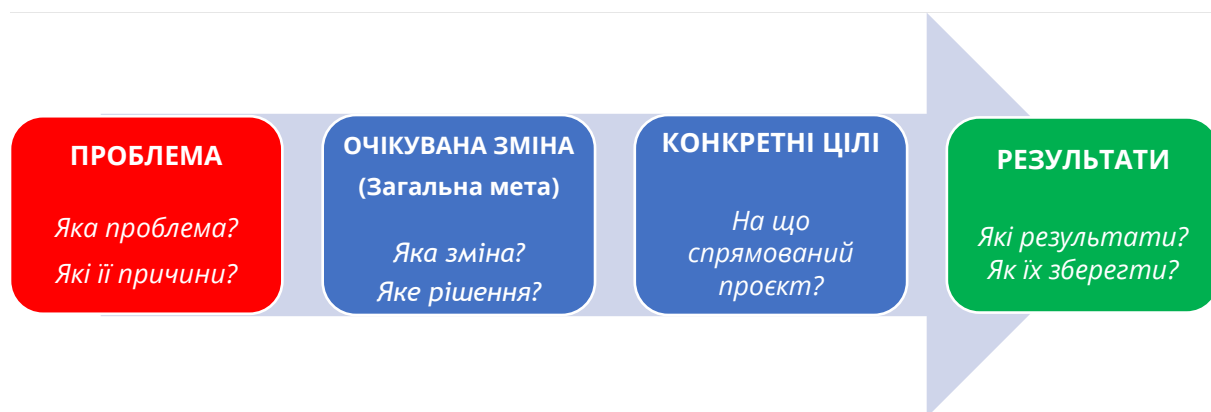 ПРОБЛЕМА
Яка проблема?
Які її причини?
ОЧІКУВАНА ЗМІНА
(Загальна мета)
Яка зміна?
Яке рішення?
КОНКРЕТНІ ЦІЛІ
На що
спрямований
проєкт?
РЕЗУЛЬТАТИ
Які результати?
Як їх зберегти?